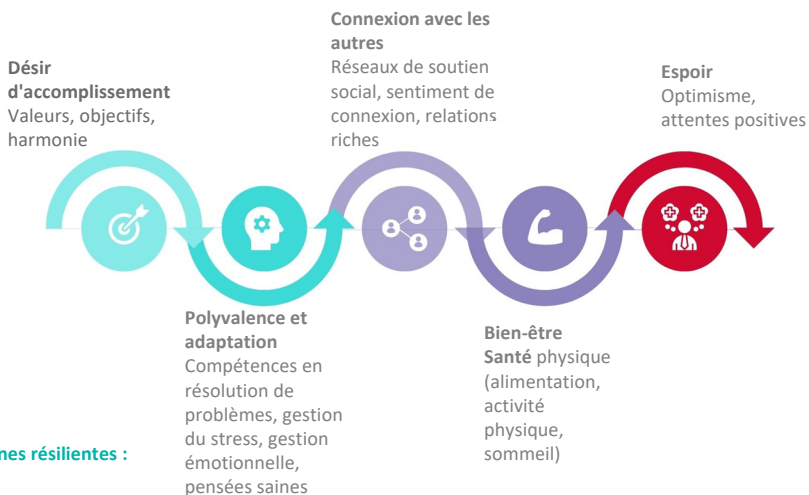 Désir
d'accomplissement
Valeurs, objectifs,
harmonie
Polyvalence et
adaptation
Compétences en
résolution de
problèmes, gestion
du stress, gestion
émotionnelle,
pensées saines
Connexion avec les
autres
Réseaux de soutien
social, sentiment de
connexion, relations
riches
Bien-être
Santé physique
(alimentation,
activité
physique,
sommeil)
Espoir
Optimisme,
attentes positives
résilientes :